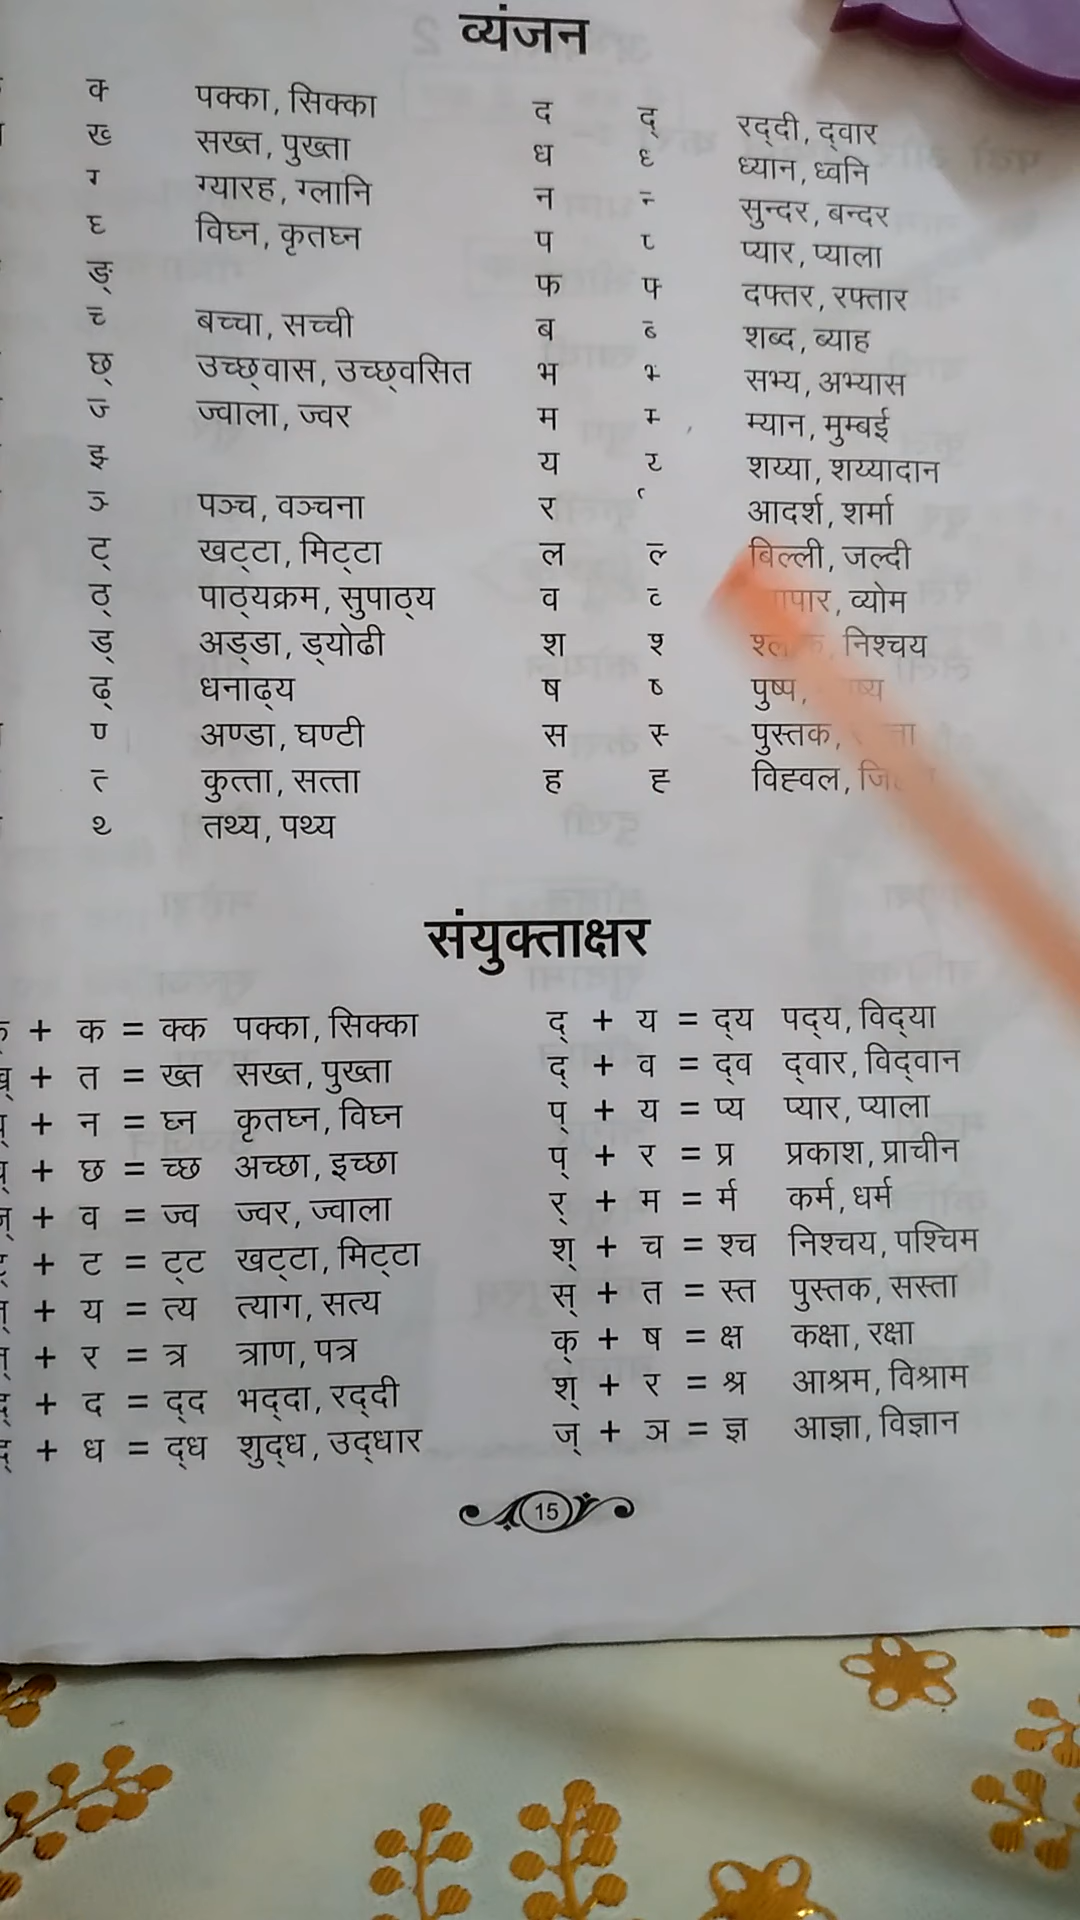 व्यंजन
क्‍ पक्का, सिक्का
ख्‍ सख्त, पुख्ता
ग्‍ ग्यारह, ग्लानि
घ्‍ विघ्न, कृतघ्न
ङ्
च्‍ बच्चा, सच्ची
छ् उच्छ्‌वास, उच्छ्‌वसित
ज्‍ ज्वाला, ज्वर
झ्‍
ञ्‍ पञ्च, वञ्चना
ट् खट्‌टा, मिट्‌टा
ठ् पाठ्‌यक्रम, सुपाठ्‌य
ड् अड्‌डा, ड्‌योढी
ढ् धनाढ्‌य
ण्‍ अण्डा, घण्टी
त्‍ कुत्ता, सत्ता
थ्‍ तथ्य, पथ्य
द द् रद्‌दी, द्‌वार
ध ध्‍ ध्यान, ध्वनि
न न्‍ सुन्दर, बन्दर
प प्‍ प्यार, प्याला
फ फ्‍ दफ्तर, रफ्तार
ब ब्‍ शब्द, ब्याह
भ भ्‍ सभ्य, अभ्यास
म म्‍ म्यान, मुम्बई
य य्‍ शय्या, शय्यादान
र र्‍ आदर्श, शर्मा
ल ल्‍ बिल्ली, जल्दी
व व्‍ व्योम
श श्‍ निश्चय
ष ष्‍ पुष्प,
स स्‍ पुस्तक,
ह ह्‍ विह्‍वल,
संयुक्ताक्षर
+ क = क्क पक्का, सिक्का
+ त = ख्त सख्त, पुख्ता
+ न = घ्न कृतघ्न, विघ्न
+ छ = च्छ अच्छा, इच्छा
+ व = ज्व ज्वर, ज्वाला
+ ट = ट्‌ट खट्‌टा, मिट्‌टा
+ य = त्य त्याग, सत्य
+ र = त्र त्राण, पत्र
+ द = द्‌द भद्‌दा, रद्‌दी
+ ध = द्‌ध शुद्‌ध, उद्‌धार
द् + य = द्‌य पद्‌य, विद्‌या
द् + व = द्‌व द्‌वार, विद्‌वान
प् + य = प्य प्यार, प्याला
प् + र = प्र प्रकाश, प्राचीन
र् + म = र्म कर्म, धर्म
श् + च = श्च निश्चय, पश्चिम
स् + त = स्त पुस्तक, सस्ता
क् + ष = क्ष कक्षा, रक्षा
श् + र = श्र आश्रम, विश्राम
ज् + ञ = ज्ञ आज्ञा, विज्ञान
15